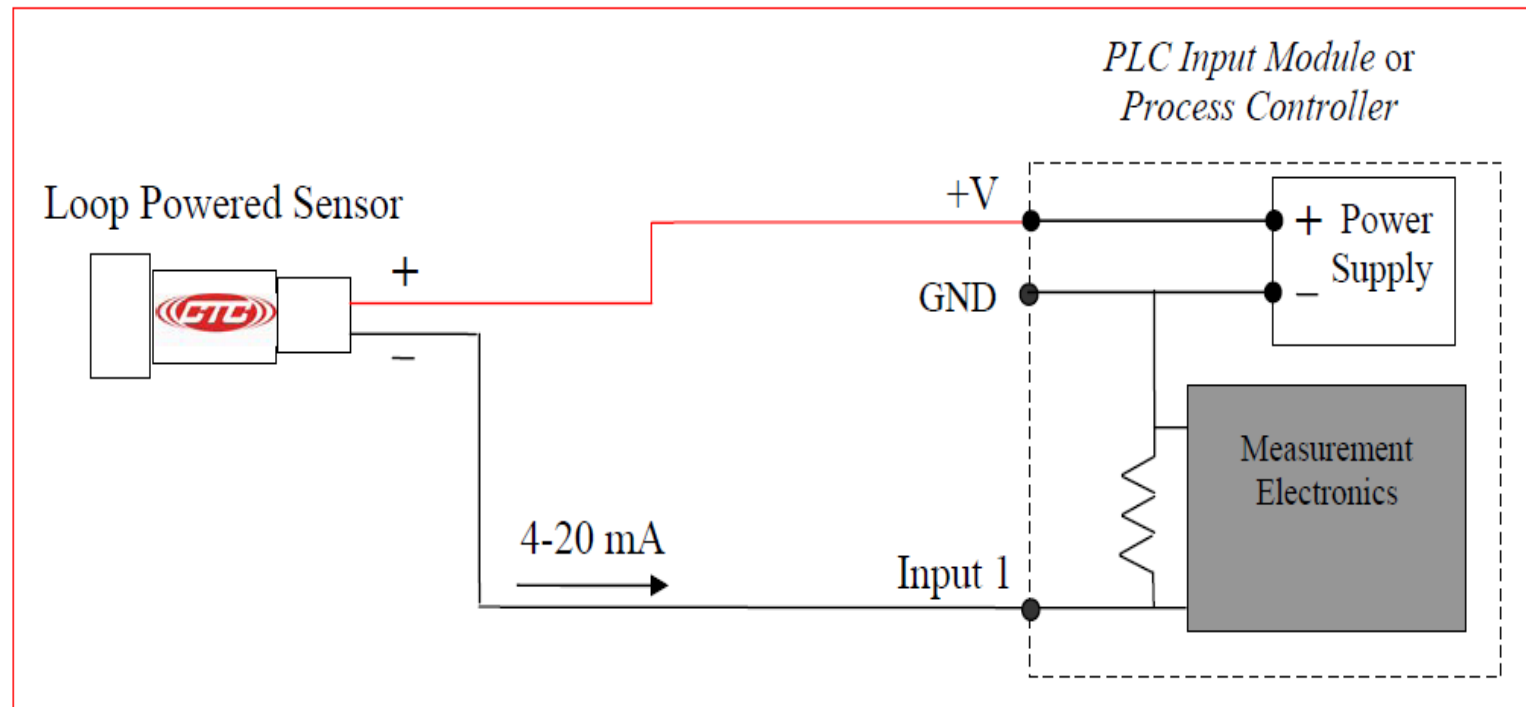 PLC Input Module or
Process Controller
Loop Powered Sensor
CTC
+
−
+V
GND
+ Power
Supply
−
Measurement
Electronics
4-20 mA
Input 1